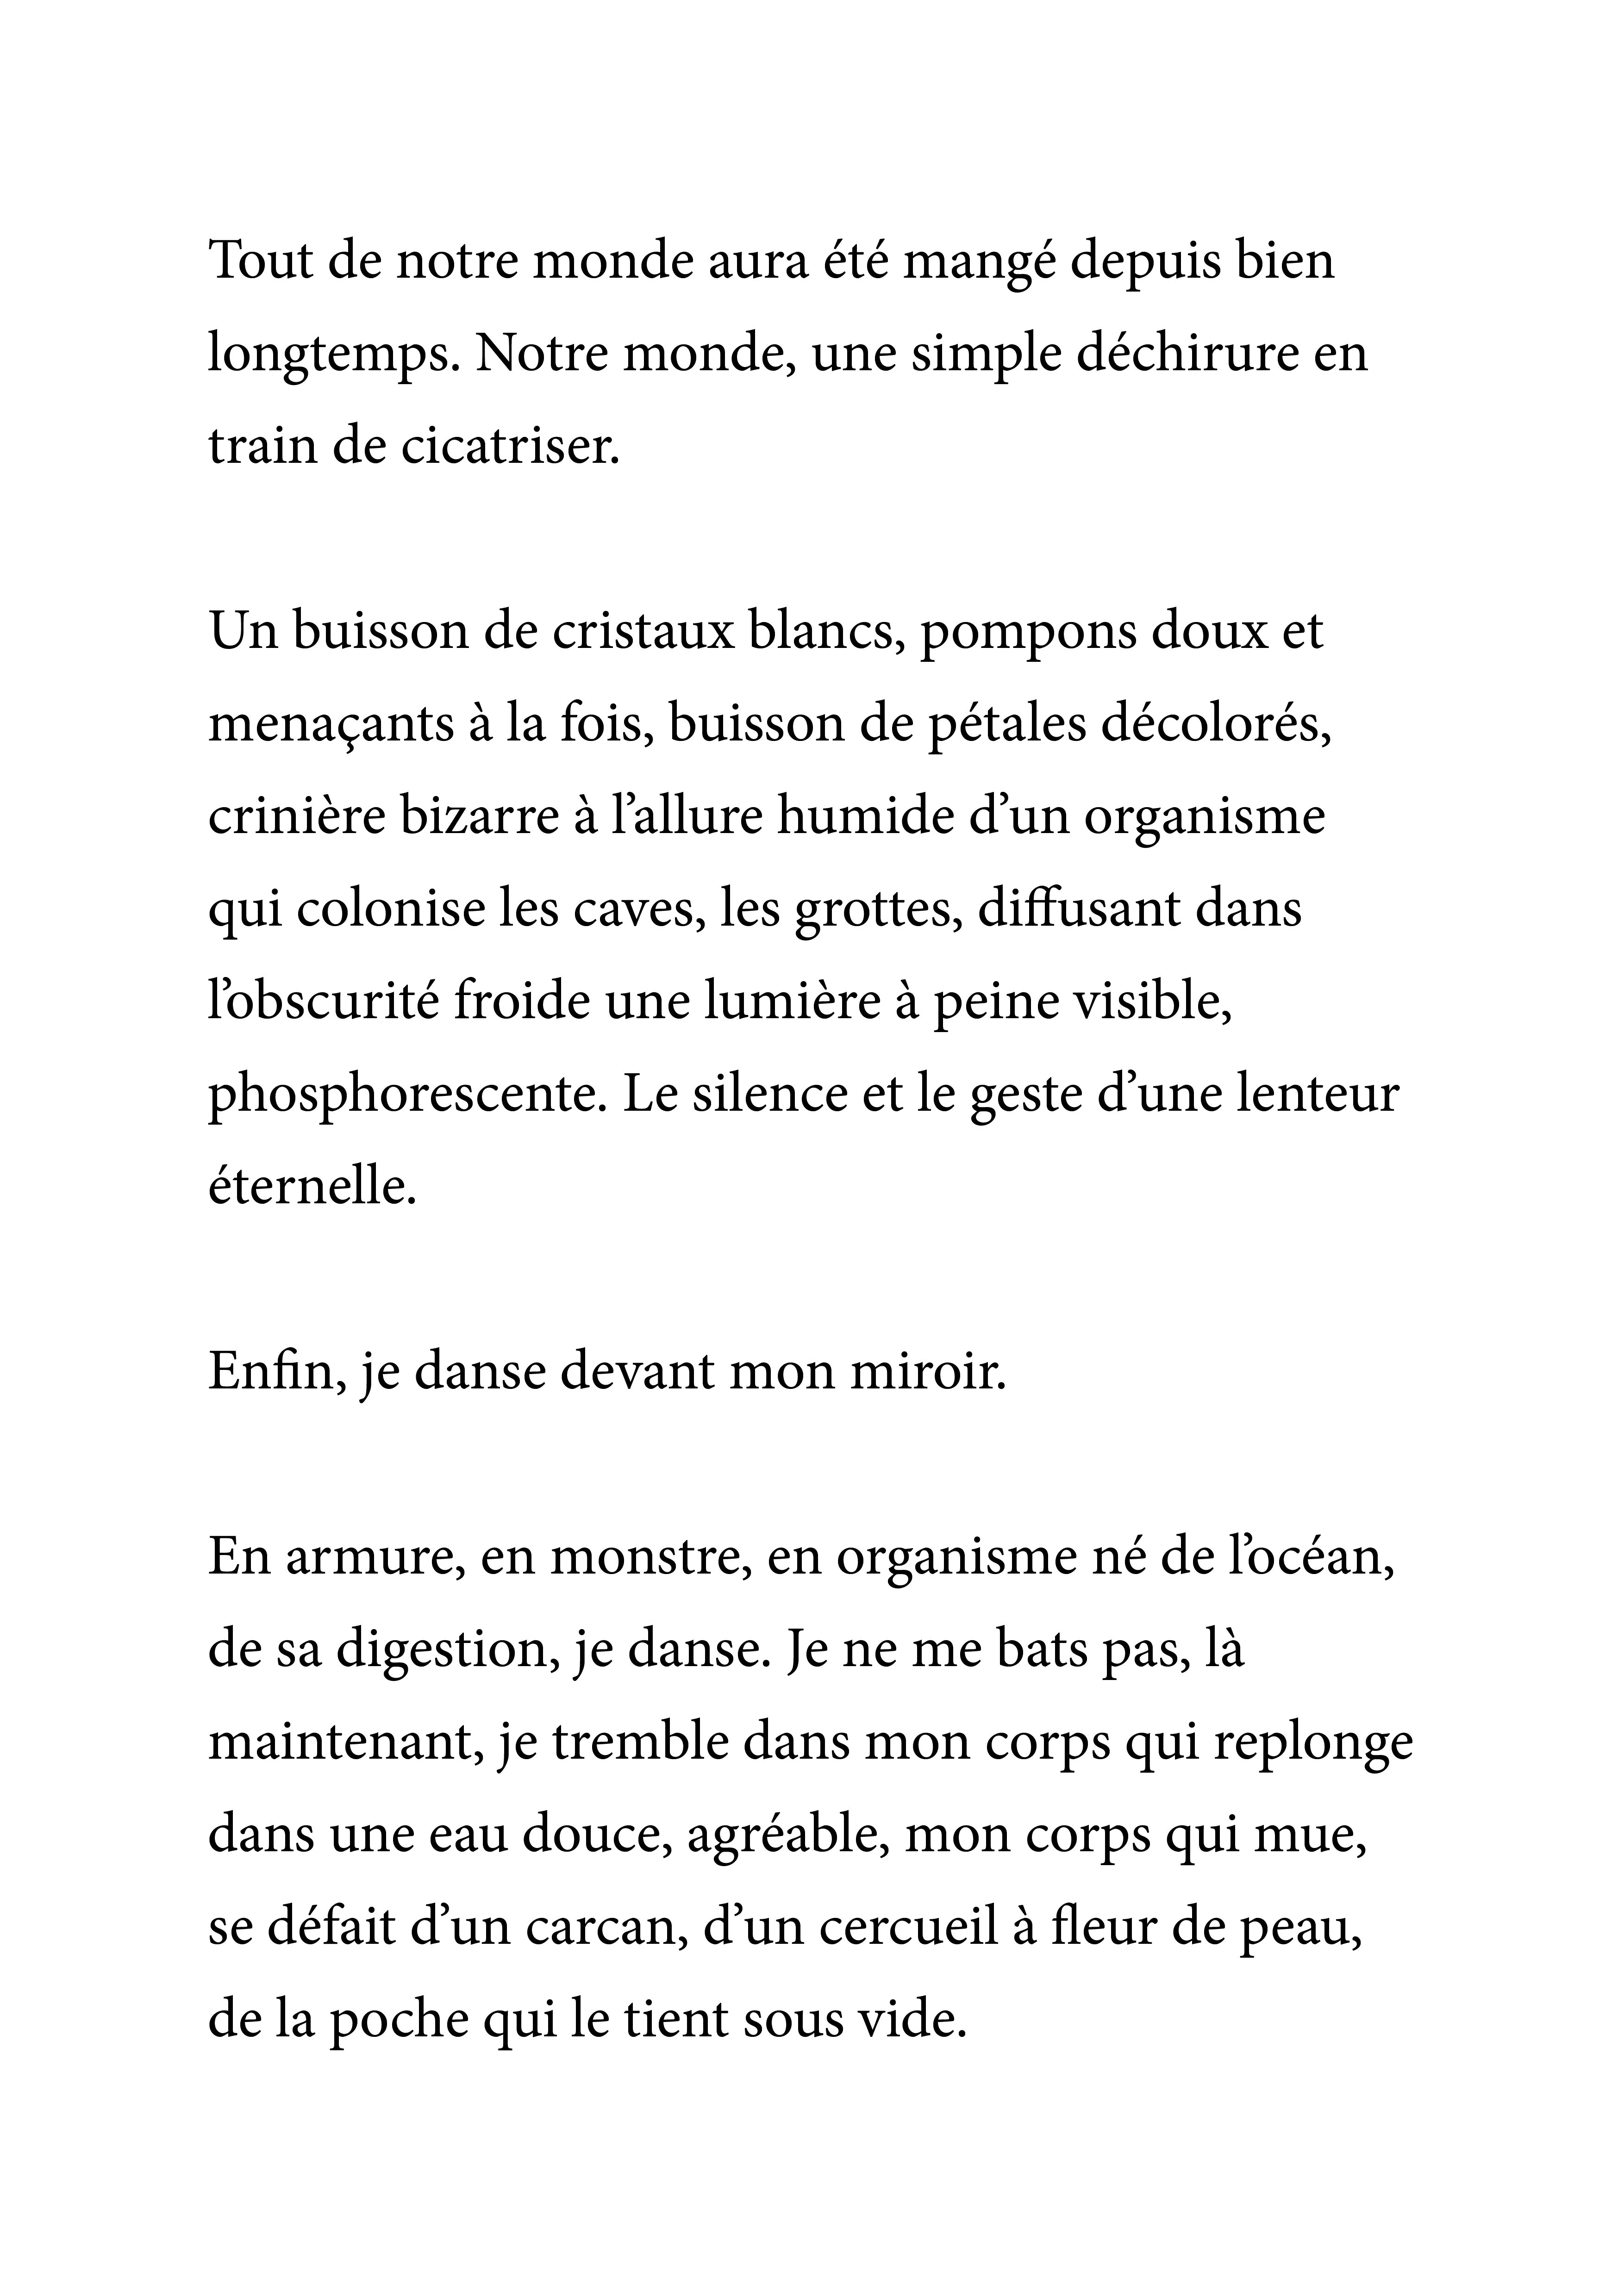 Tout de notre monde aura été mangé depuis bien
longtemps. Notre monde, une simple déchirure en
train de cicatriser.
Un buisson de cristaux blancs, pompons doux et
menaçants à la fois, buisson de pétales décolorés,
crinière bizarre à l’allure humide d’un organisme
qui colonise les caves, les grottes, diffusant dans
l’obscurité froide une lumière à peine visible,
phosphorescente. Le silence et le geste d’une lenteur
éternelle.
Enfin, je danse devant mon miroir.
En armure, en monstre, en organisme né de l’océan,
de sa digestion, je danse. Je ne me bats pas, là
maintenant, je tremble dans mon corps qui replonge
dans une eau douce, agréable, mon corps qui mue,
se défait d’un carcan, d’un cercueil à fleur de peau,
de la poche qui le tient sous vide.